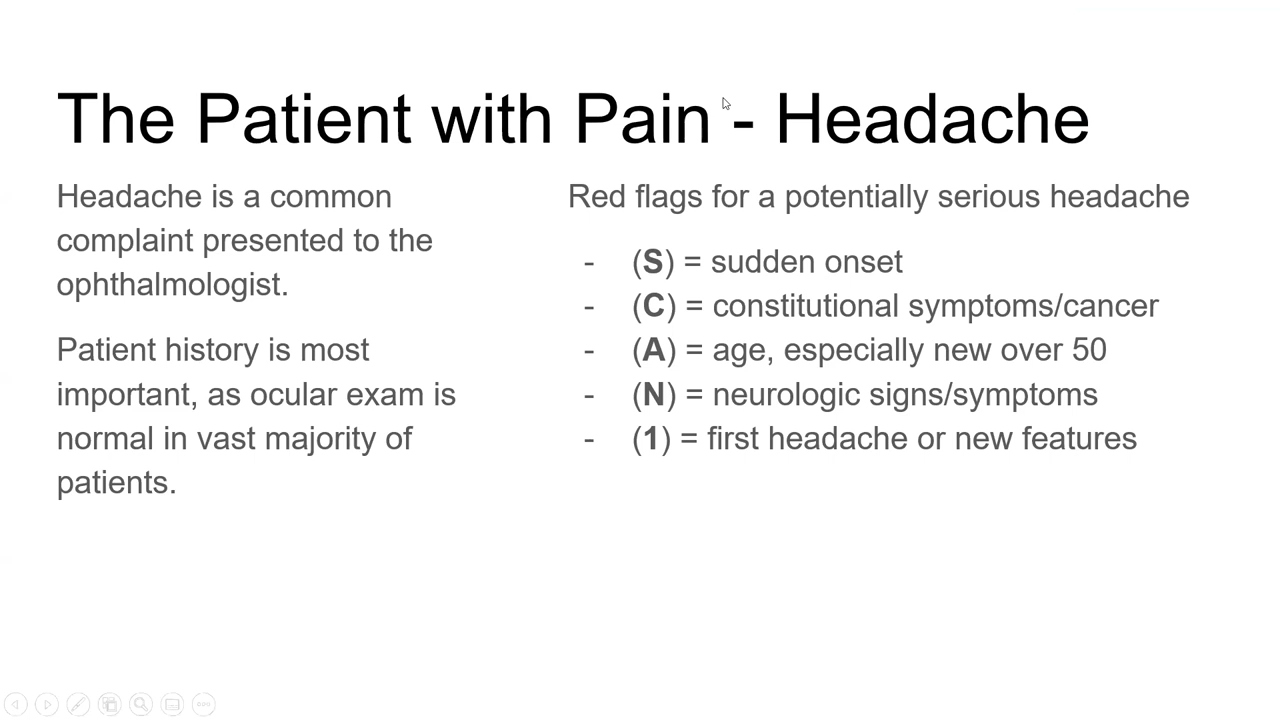 The Patient with Pain - Headache
Headache is a common
complaint presented to the
ophthalmologist.
Patient history is most
important, as ocular exam is
normal in vast majority of
patients.
Red flags for a potentially serious headache
- (S) = sudden onset
- (C) = constitutional symptoms/cancer
- (A) = age, especially new over 50
- (N) = neurologic signs/symptoms
- (1) = first headache or new features